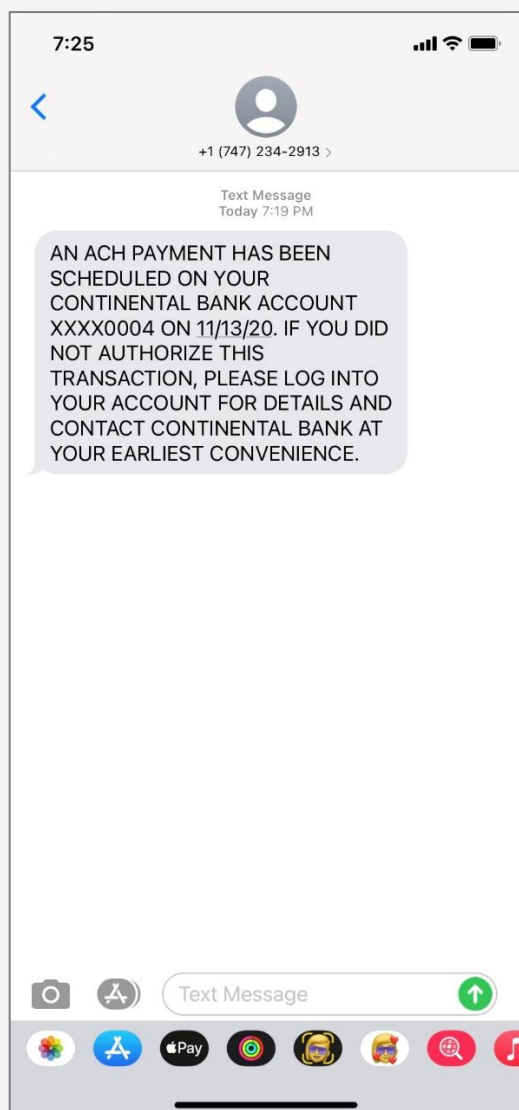 7:25
+1 (747) 234-2913 >
Text Message
Today 7:19 PM
AN ACH PAYMENT HAS BEEN
SCHEDULED ON YOUR
CONTINENTAL BANK ACCOUNT
XXXX0004 ON 11/13/20. IF YOU DID
NOT AUTHORIZE THIS
TRANSACTION, PLEASE LOG INTO
YOUR ACCOUNT FOR DETAILS AND
CONTACT CONTINENTAL BANK AT
YOUR EARLIEST CONVENIENCE.
Text Message
Pay